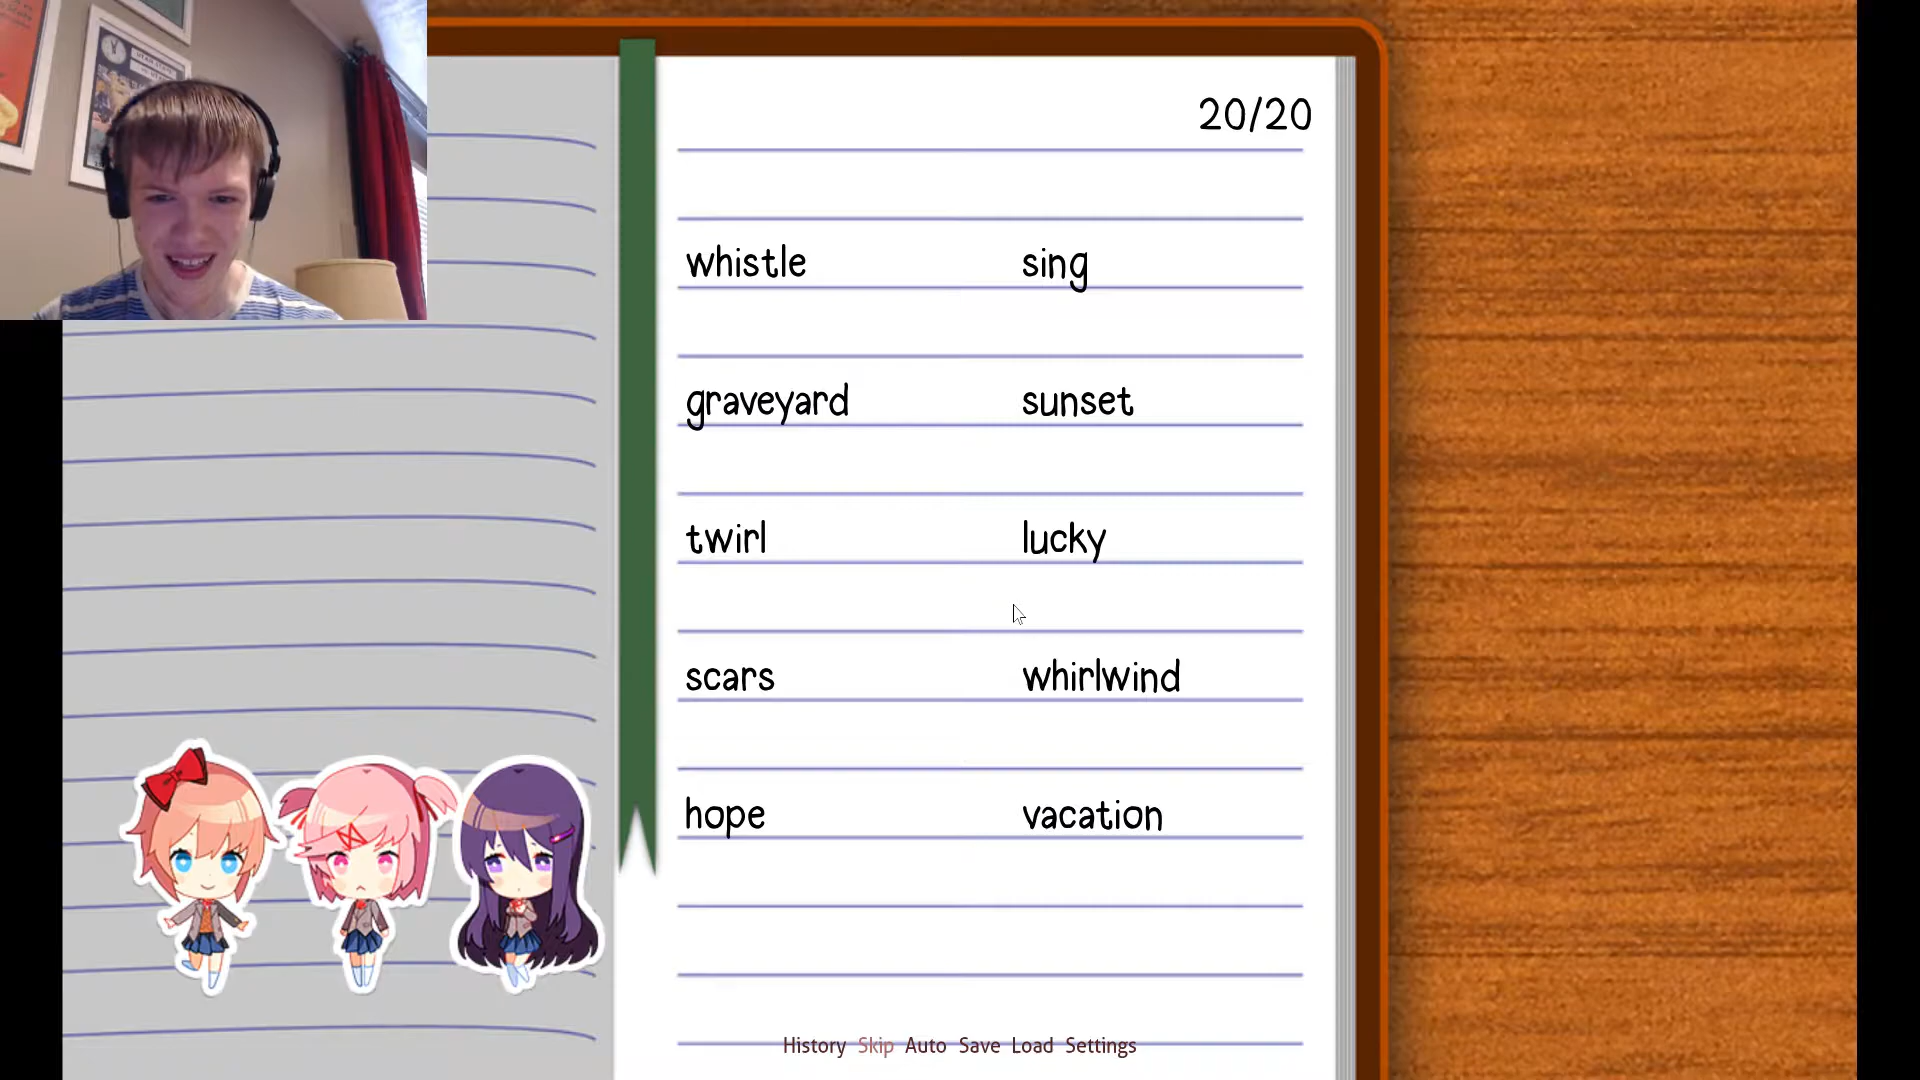 20/20
whistle sing
graveyard sunset
twirl lucky
scars whirlwind
hope vacation
History Skip Auto Save Load Settings